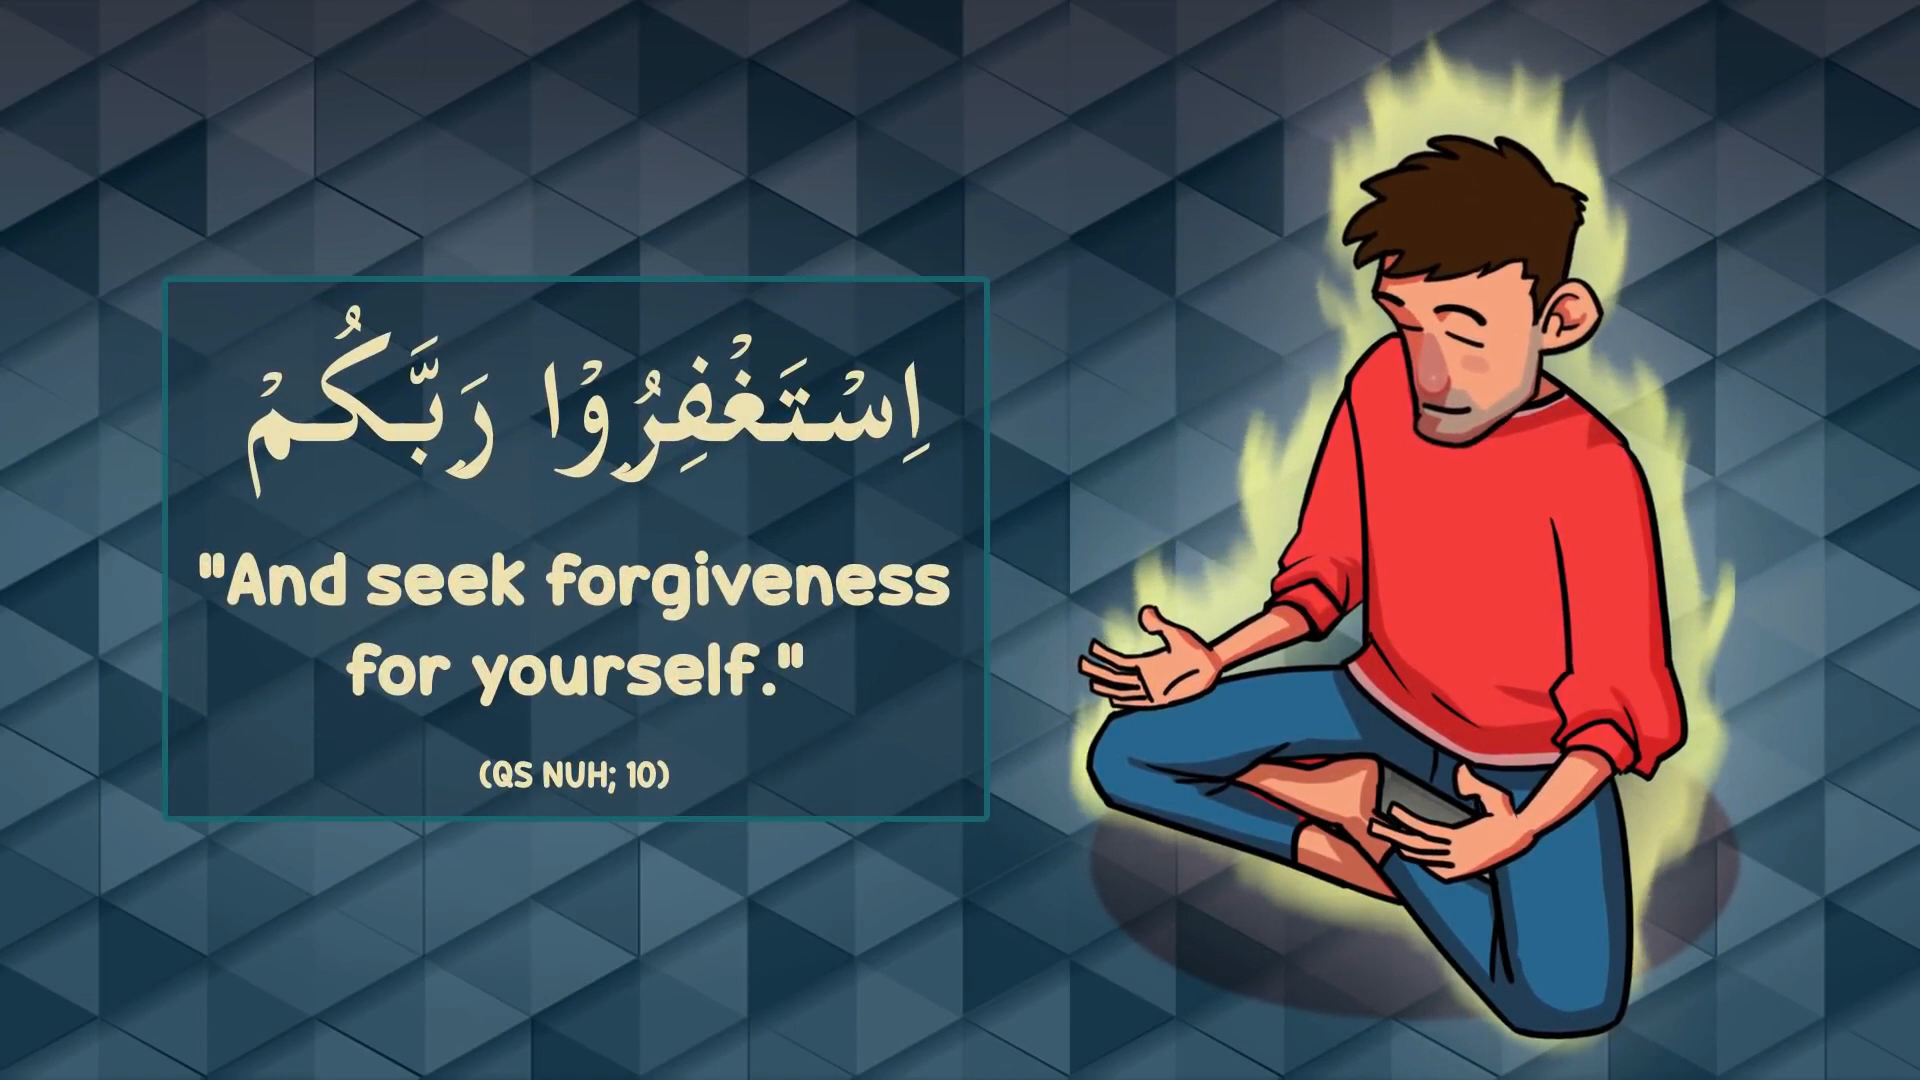 اِسْتَغْفِرُوْا رَبَّكُمْ
"And seek forgiveness
for yourself."
(QS NUH; 10)